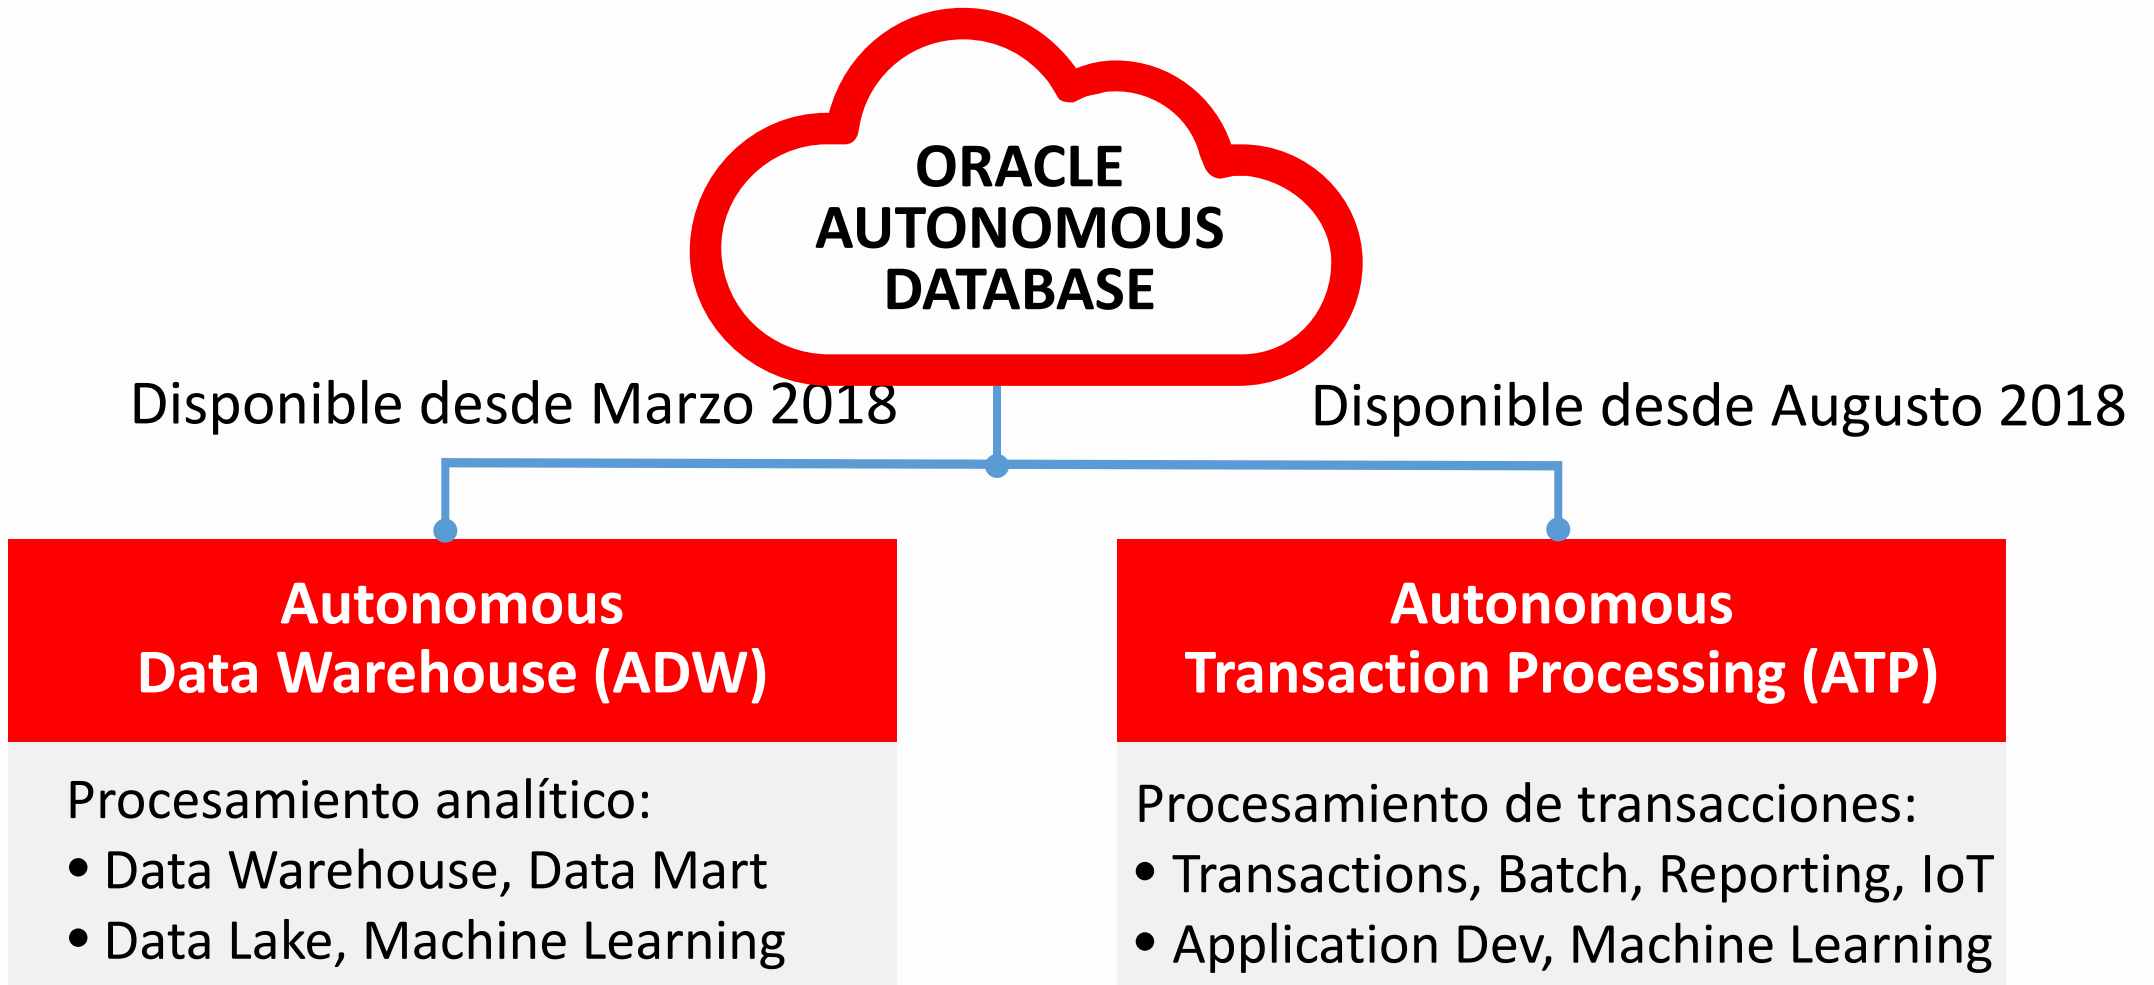 ORACLE
AUTONOMOUS
DATABASE
Disponible desde Marzo 2018
Disponible desde Augusto 2018
Autonomous
Data Warehouse (ADW)
Procesamiento analítico:
• Data Warehouse, Data Mart
• Data Lake, Machine Learning
Autonomous
Transaction Processing (ATP)
Procesamiento de transacciones:
• Transactions, Batch, Reporting, IoT
• Application Dev, Machine Learning